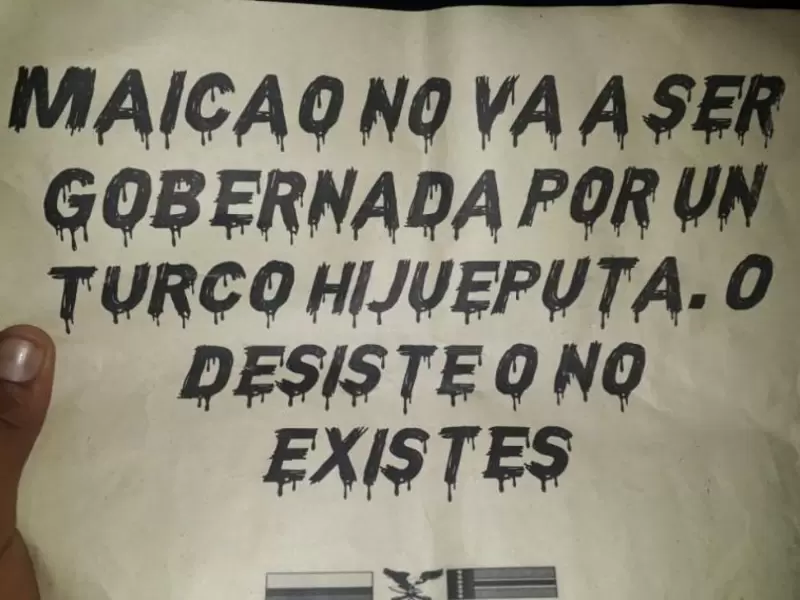 MAICAO NO VA A SER
GOBERNADA POR UN
TURCO HIJUEPUTA. O
DESISTE O NO
EXISTES